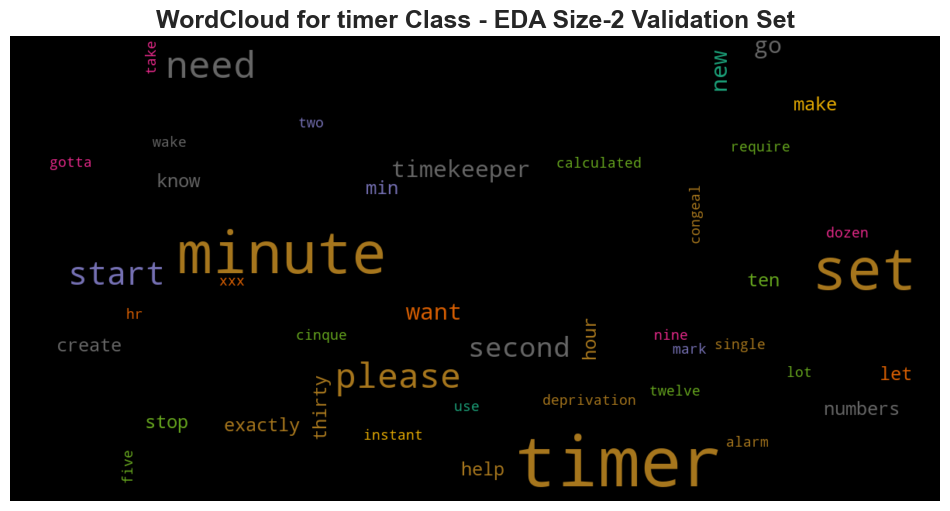 WordCloud for timer Class - EDA Size-2 Validation Set
take
need
new
go
make
two
wake
gotta
know
timekeeper
min
calculated
require
congeal
dozen
minute
start
xxx
set
ten
hr
want
cinque
create
second
hour
nine
mark
single
please
lot
let
thirty
deprivation
twelve
use
numbers
stop
exactly
instant
timer
alarm
help
five